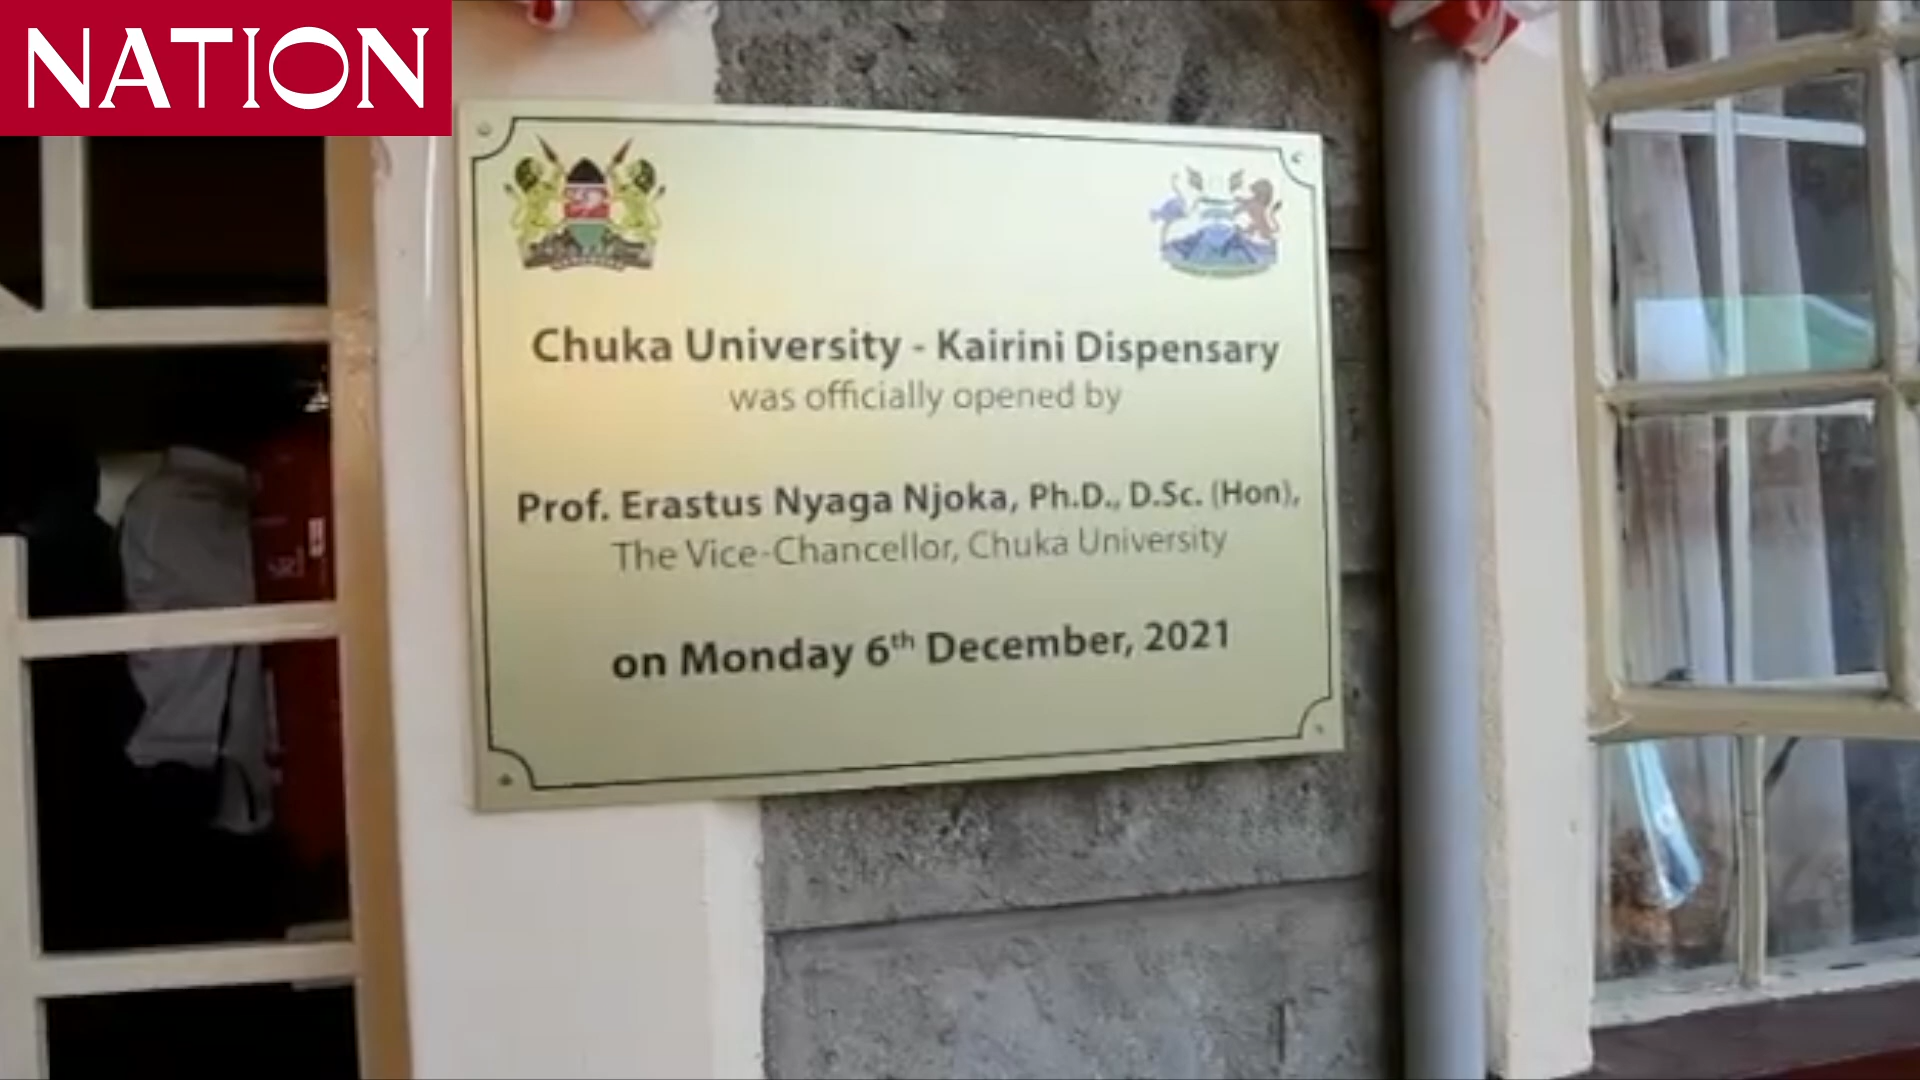 NATION
Chuka University - Kairini Dispensary
was officially opened by
Prof. Erastus Nyaga Njoka, Ph.D., D.Sc. (Hon),
The Vice-Chancellor, Chuka University
on Monday 6th December, 2021